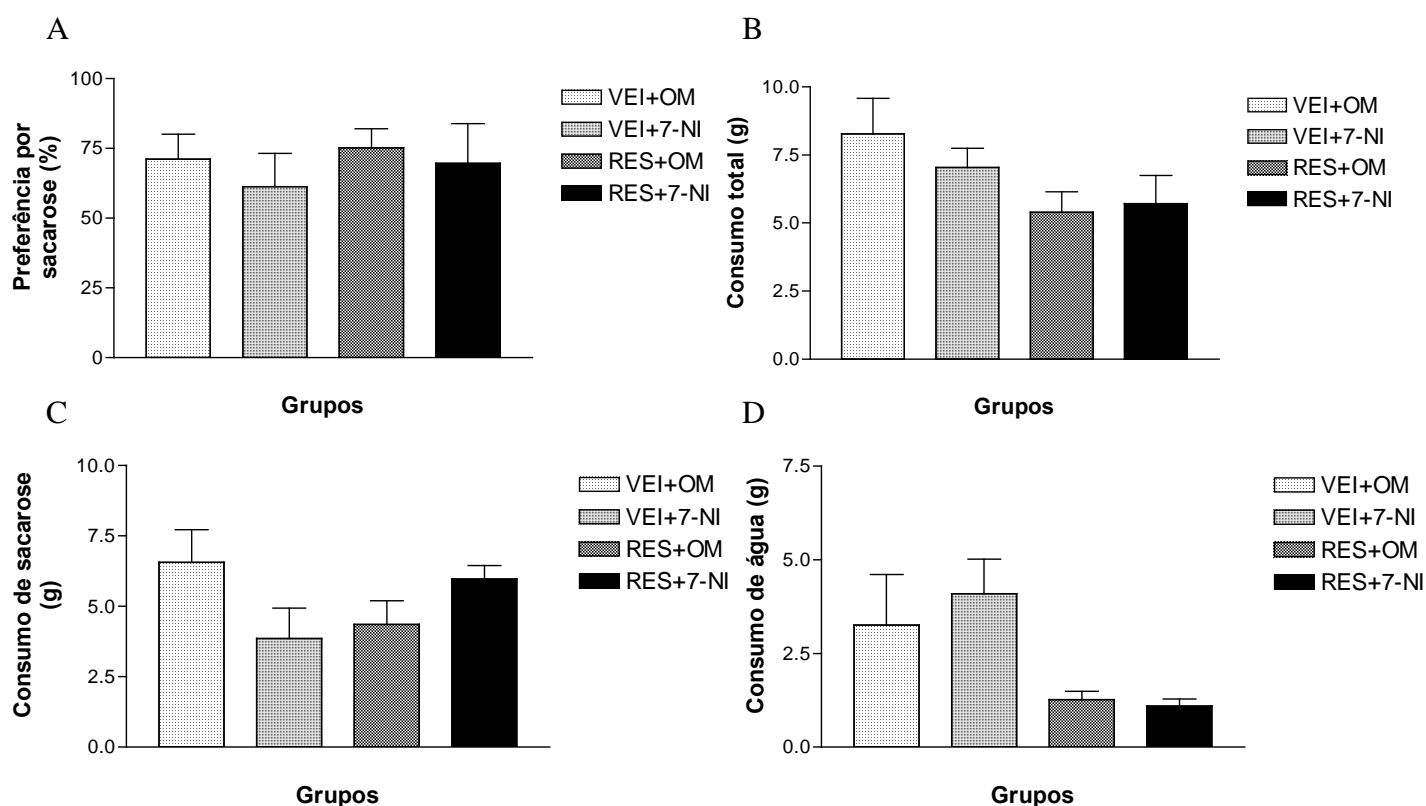 A
Preferência por
sacarose (%)
100
75
50
25
0
Grupos
VEI+OM
VEI+7-NI
RES+OM
RES+7-NI
B
Consumo total (g)
10.0
7.5
5.0
2.5
0.0
Grupos
VEI+OM
VEI+7-NI
RES+OM
RES+7-NI
C
Consumo de sacarose
(g)
10.0
7.5
5.0
2.5
0.0
Grupos
VEI+OM
VEI+7-NI
RES+OM
RES+7-NI
D
Consumo de água (g)
7.5
5.0
2.5
0.0
Grupos
VEI+OM
VEI+7-NI
RES+OM
RES+7-NI